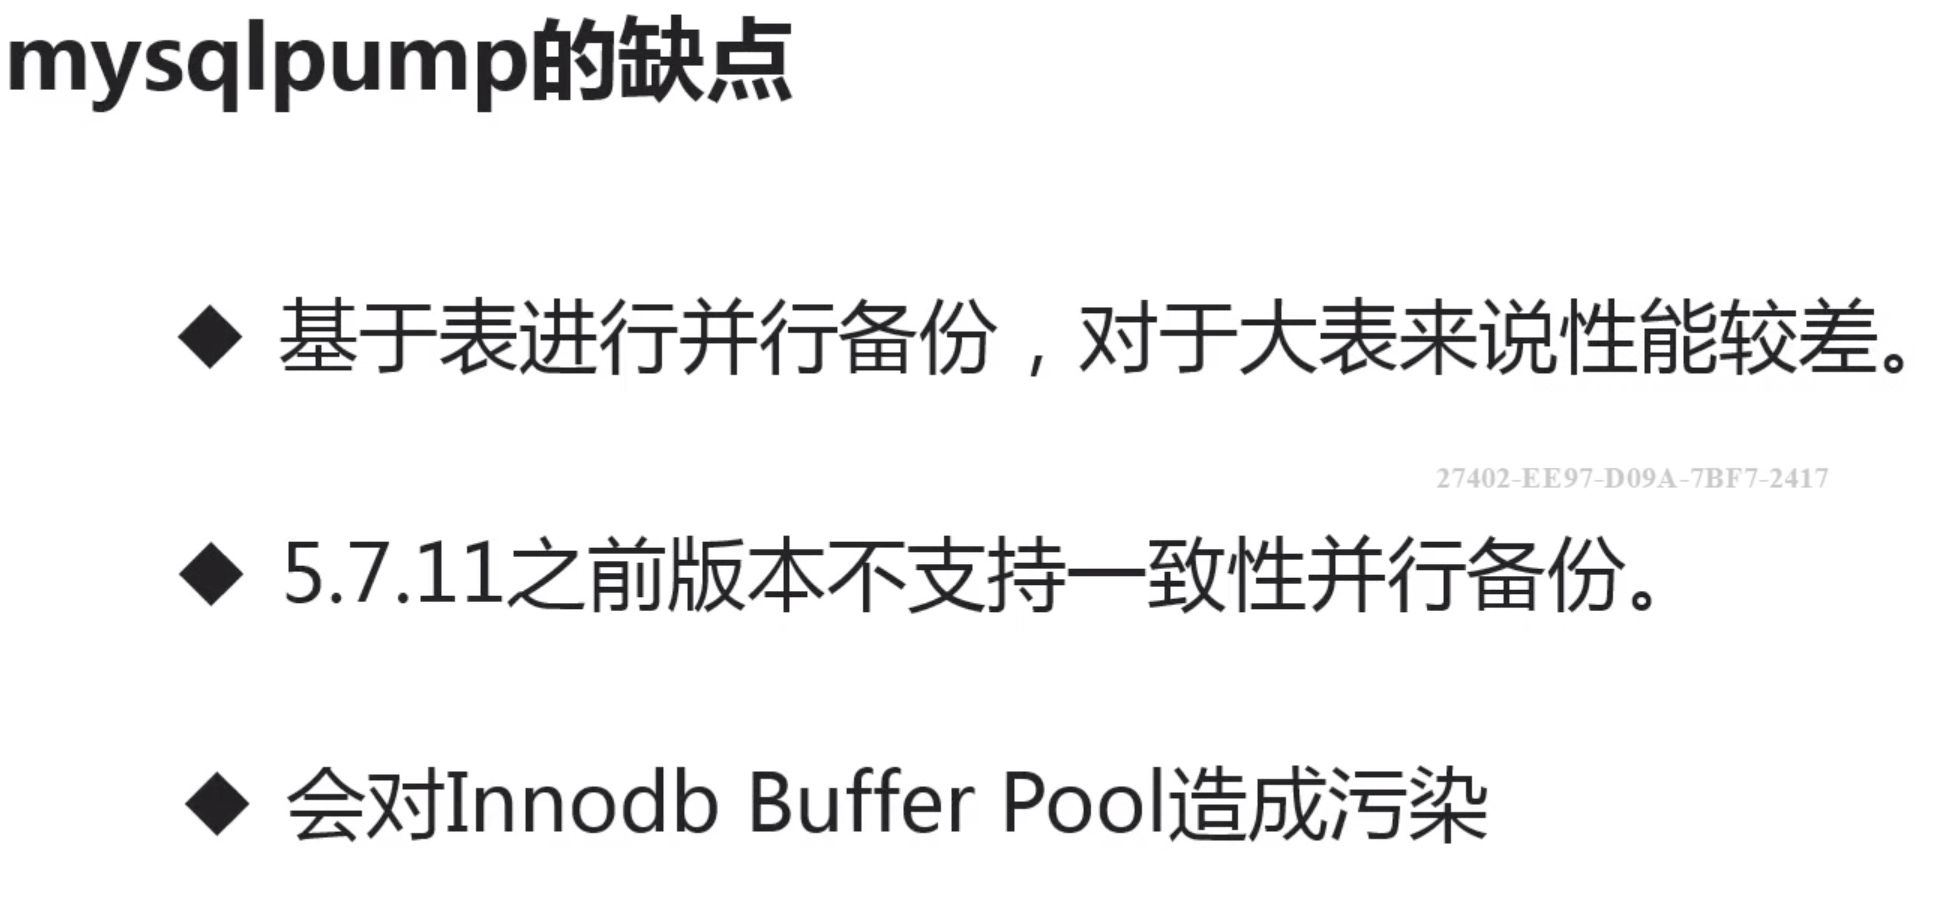 mysqlpump的缺点
◆ 基于表进行并行备份，对于大表来说性能较差。
27402-EE97-D09A-7BF7-2417
◆ 5.7.11之前版本不支持一致性并行备份。
◆ 会对Innodb Buffer Pool造成污染